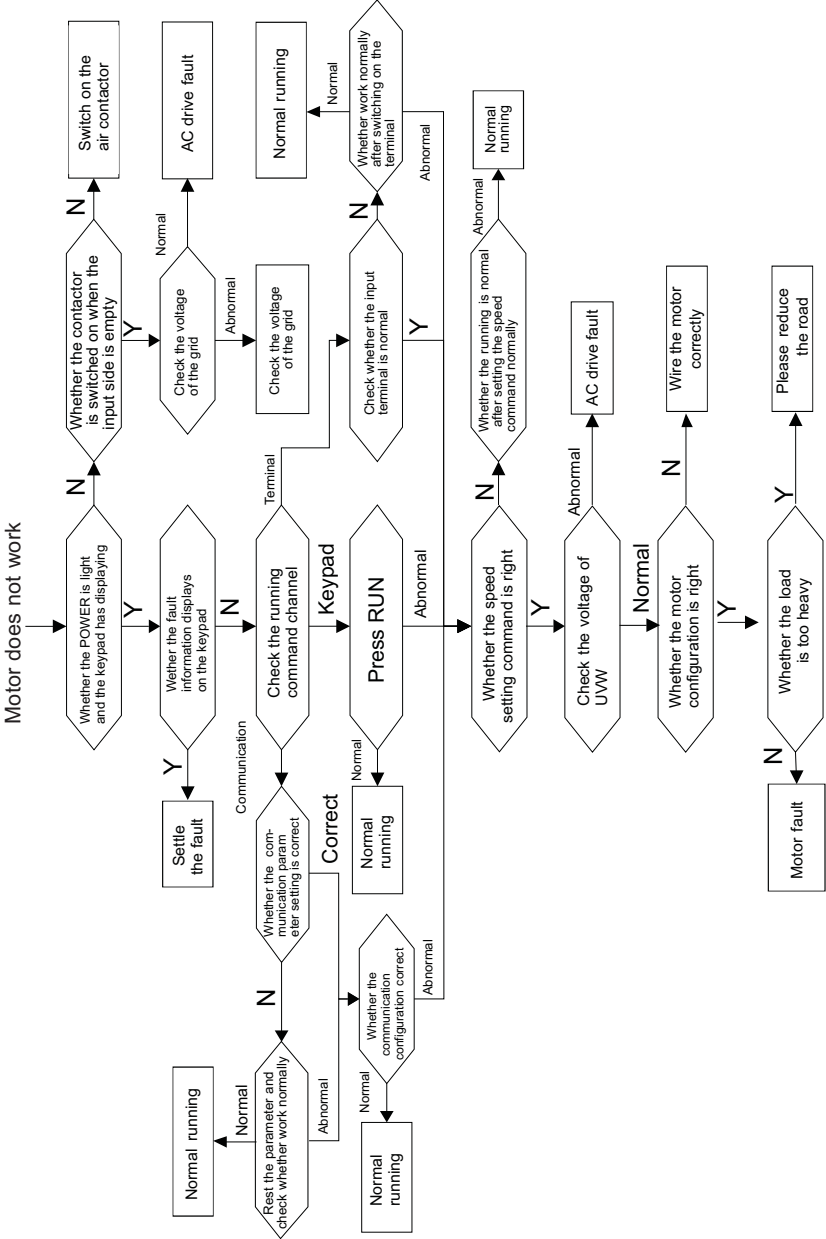 Motor does not work
Whether the POWER is light
and the keypad has displaying
N
Whether the contactor
is switched on when the
input side is empty
N
Switch on the
air contactor
Y
Y
Wether the fault
information displays
on the keypad
Y
Settle
the fault
Check the voltage
of the grid
Normal
AC drive fault
Abnormal
Check the voltage
of the grid
N
Check the running
command channel
Communication
Keypad
Terminal
Whether the com-
munication param
eter setting is correct
N
Correct
Rest the parameter and
check whether work normally
Normal
Normal running
Abnormal
Whether the
communication
configuration correct
Normal
Normal
running
Abnormal
Press RUN
Normal
Normal
running
Abnormal
Check whether the input
terminal is normal
N
Y
Whether work normally
after switching on the
terminal
Normal
Normal running
Abnormal
Whether the speed
setting command is right
N
Whether the running is normal
after setting the speed
command normally
Abnormal
Normal
running
Y
Check the voltage of
UVW
Abnormal
AC drive fault
Normal
Whether the motor
configuration is right
N
Wire the motor
correctly
Y
Whether the load
is too heavy
N
Motor fault
Y
Please reduce
the road